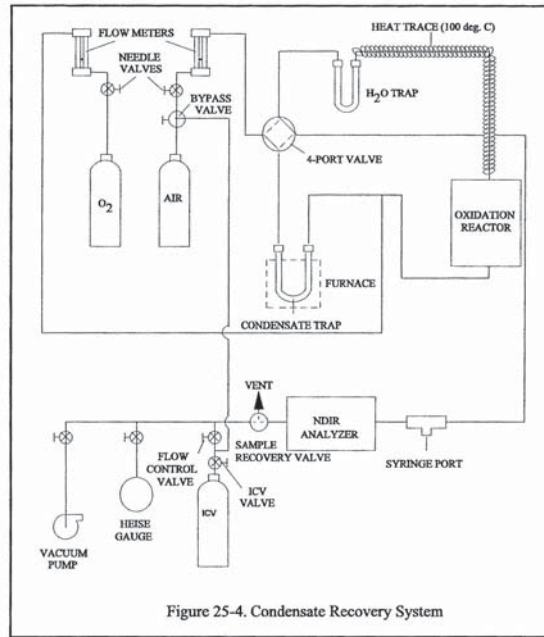 HEAT TRACE (100 deg. C)
FLOW METERS
NEEDLE
VALVES
BYPASS
VALVE
H2O TRAP
4-PORT VALVE
O2
AIR
OXIDATION
REACTOR
FURNACE
CONDENSATE TRAP
VENT
NDIR
ANALYZER
SYRINGE PORT
SAMPLE
RECOVERY VALVE
FLOW
CONTROL
VALVE
ICV
VALVE
ICV
HEISE
GAUGE
VACUUM
PUMP
Figure 25-4. Condensate Recovery System